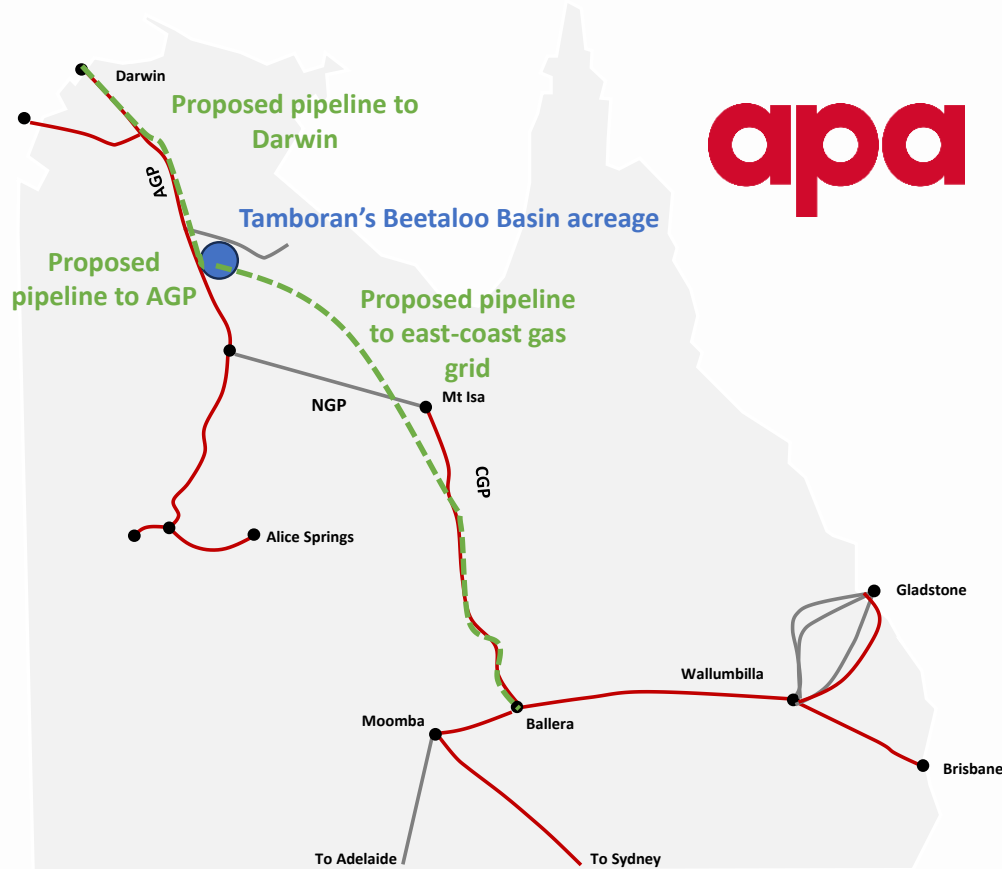 Darwin
Proposed pipeline to
Darwin
apa
AGP
Tamboran's Beetaloo Basin acreage
Proposed
pipeline to AGP
Proposed pipeline
to east-coast gas
grid
Mt Isa
NGP
CGP
Alice Springs
Gladstone
Wallumbilla
Moomba
Ballera
Brisbane
To Adelaide
To Sydney